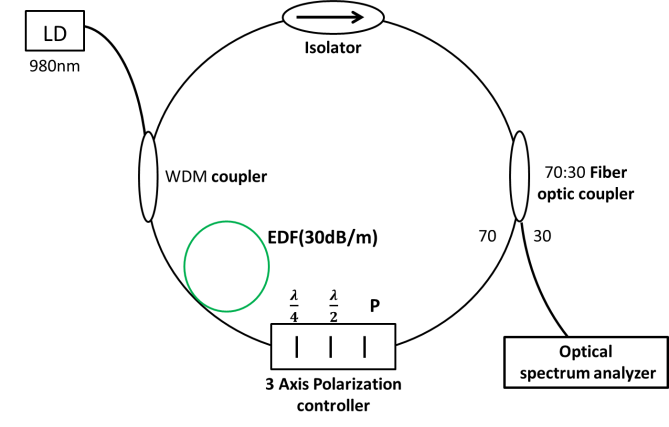 LD
980nm
Isolator
WDM coupler
70:30 Fiber
optic coupler
EDF(30dB/m)
70
30
λ/4
λ/2
P
3 Axis Polarization
controller
Optical
spectrum analyzer